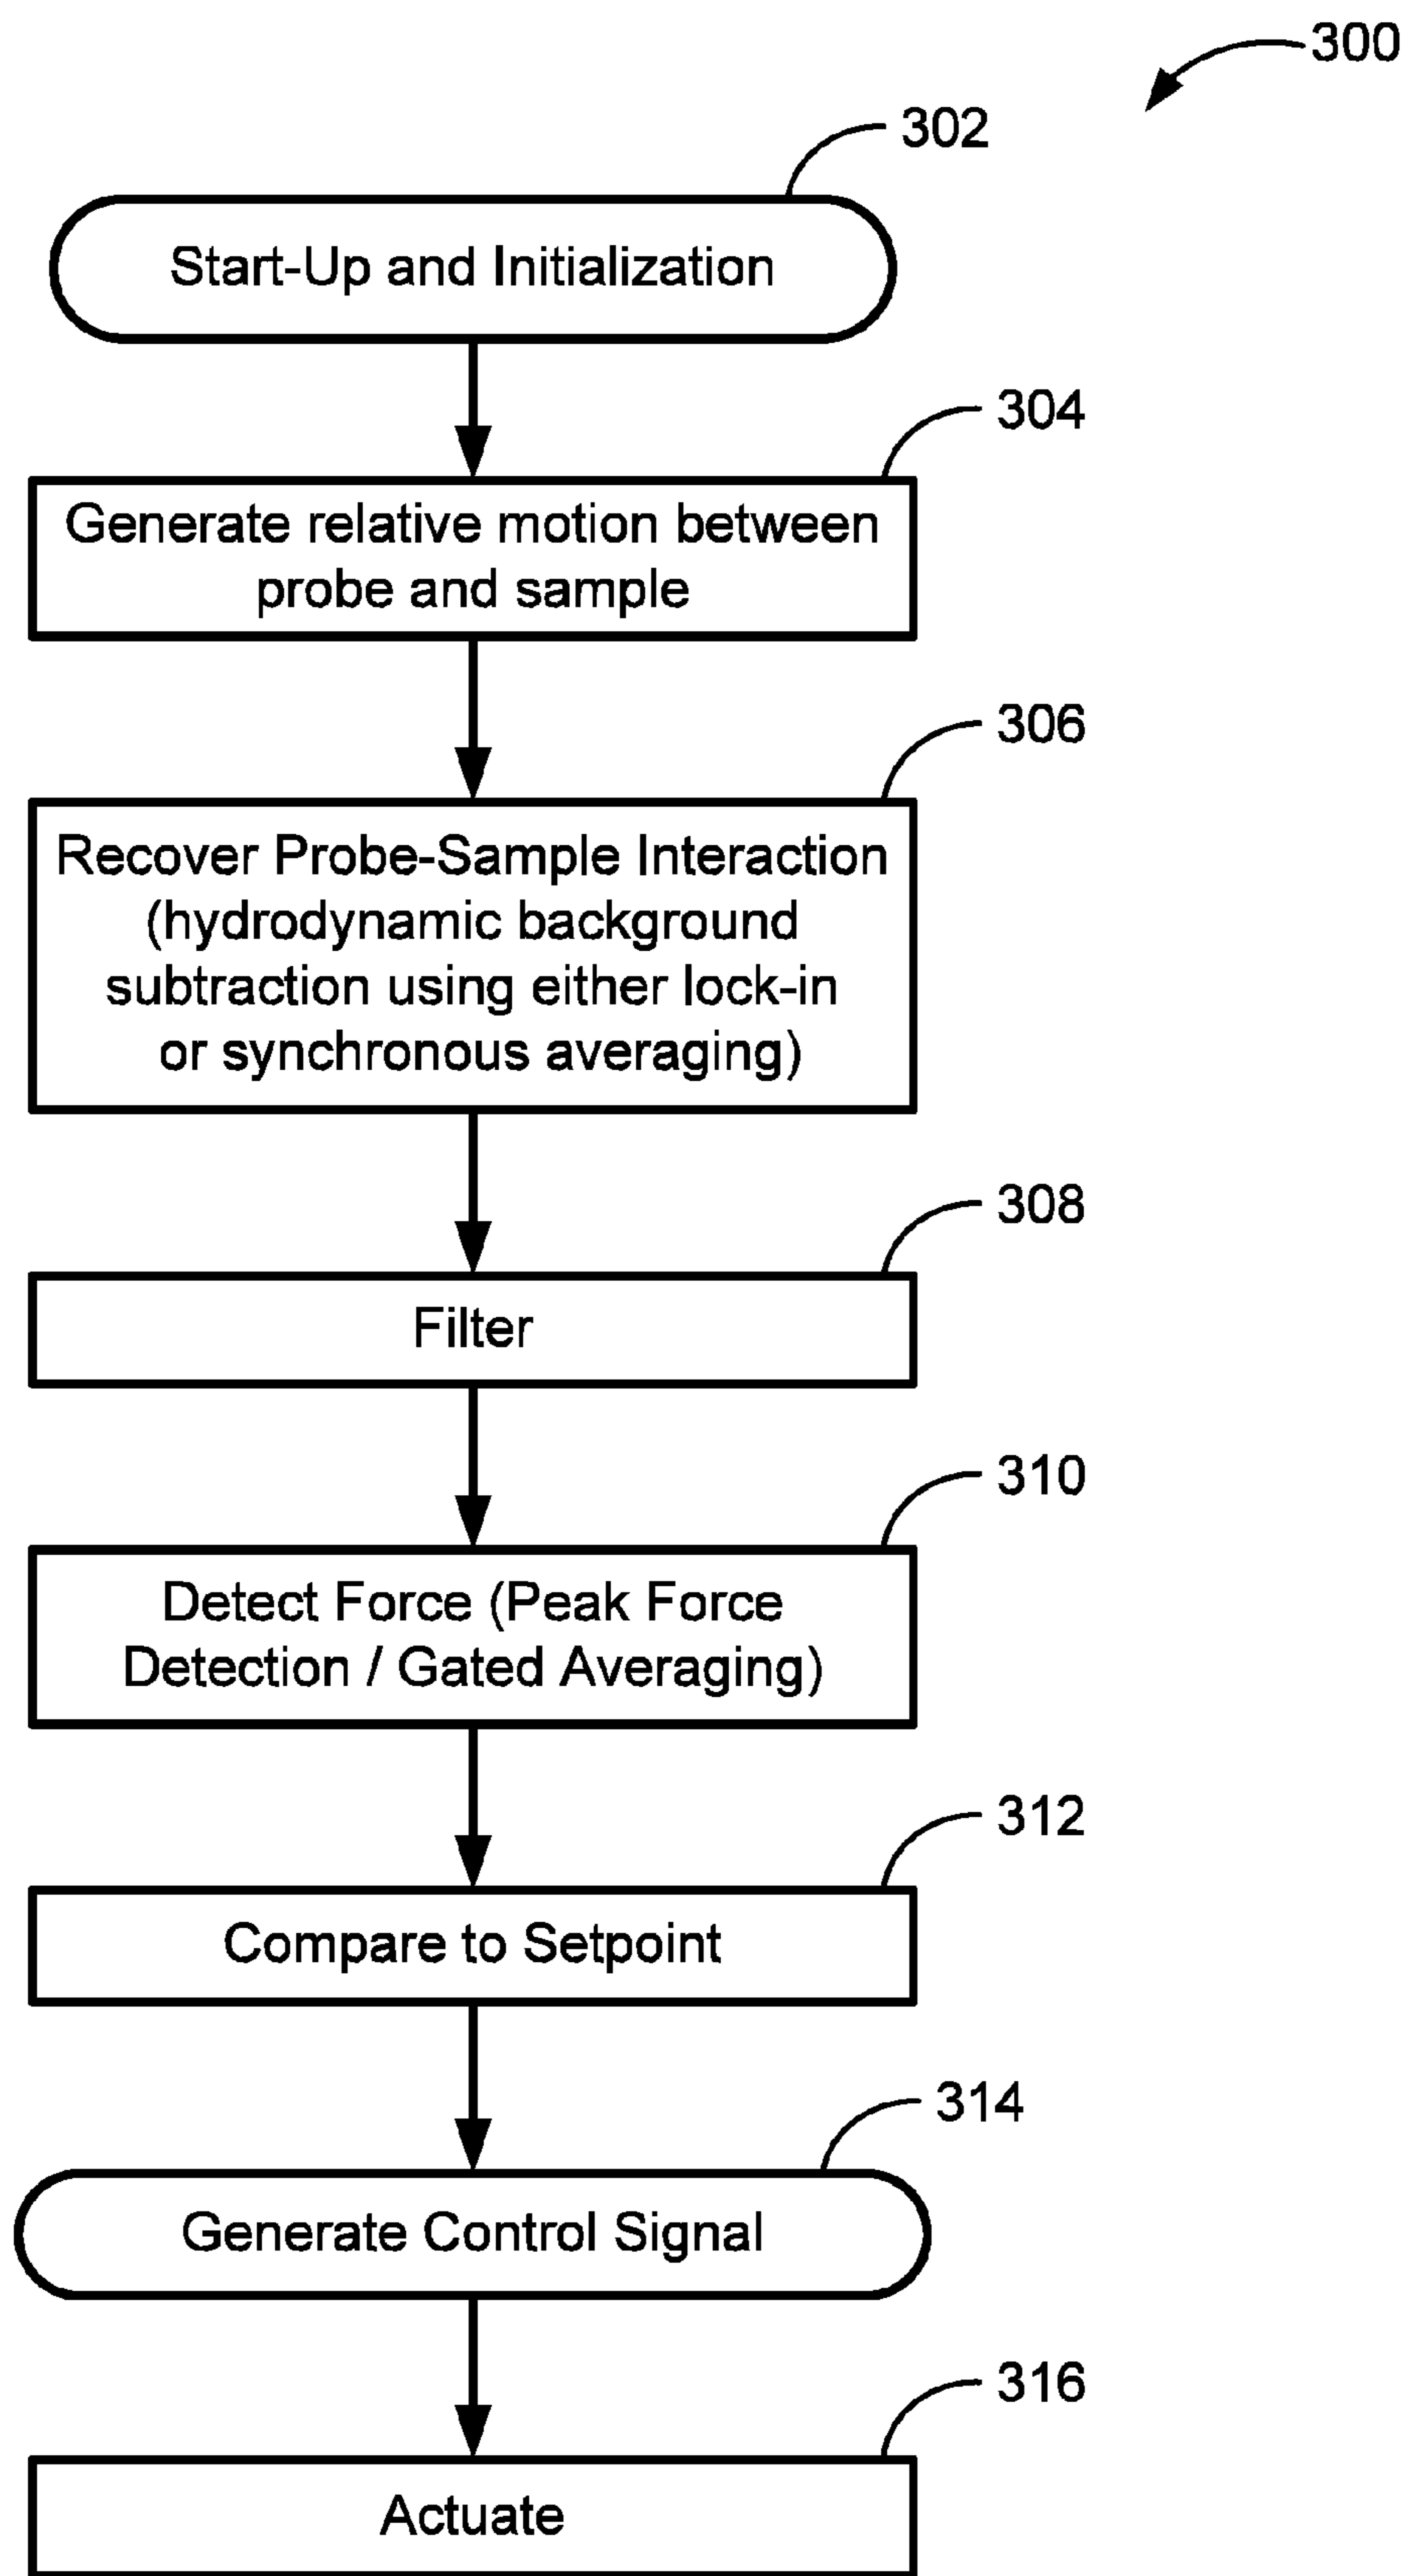 300
302
Start-Up and Initialization
304
Generate relative motion between
probe and sample
306
Recover Probe-Sample Interaction
(hydrodynamic background
subtraction using either lock-in
or synchronous averaging)
308
Filter
310
Detect Force (Peak Force
Detection / Gated Averaging)
312
Compare to Setpoint
314
Generate Control Signal
316
Actuate